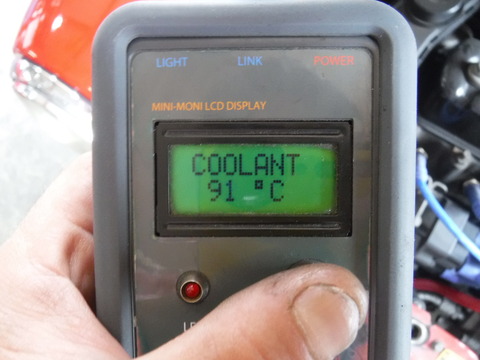 LIGHT LINK POWER
MINI-MONI LCD DISPLAY
COOLANT
91 °C